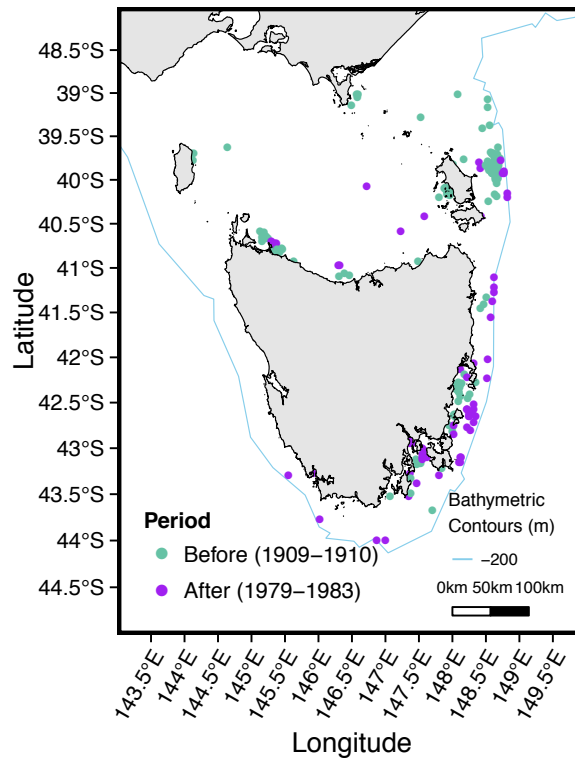 48.5°S
39°S
39.5°S
40°S
40.5°S
41°S
41.5°S
42°S
42.5°S
43°S
43.5°S
44°S
44.5°S
Latitude
Period
Before (1909–1910)
After (1979–1983)
Bathymetric
Contours (m)
–200
0km 50km 100km
143.5°E
144°E
144.5°E
145°E
145.5°E
146°E
146.5°E
147°E
147.5°E
148°E
148.5°E
149°E
149.5°E
Longitude